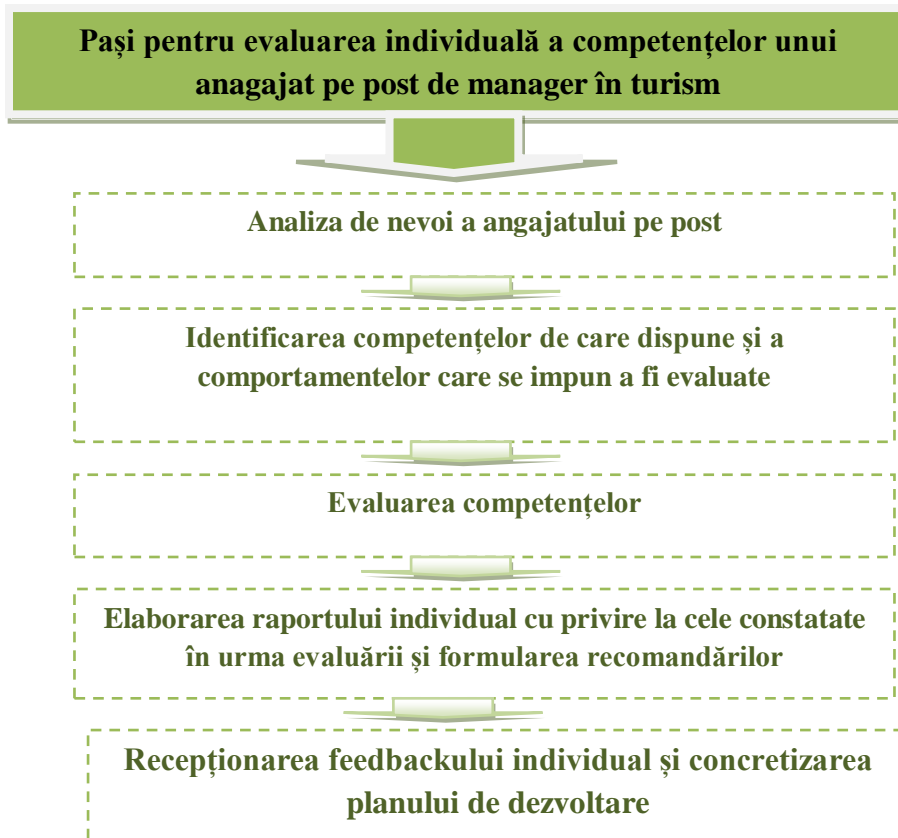 Pași pentru evaluarea individuală a competențelor unui
anagajat pe post de manager în turism
Analiza de nevoi a angajatului pe post
Identificarea competențelor de care dispune și a
comportamentelor care se impun a fi evaluate
Evaluarea competențelor
Elaborarea raportului individual cu privire la cele constatate
în urma evaluării și formularea recomandărilor
Recepționarea feedbackului individual și concretizarea
planului de dezvoltare